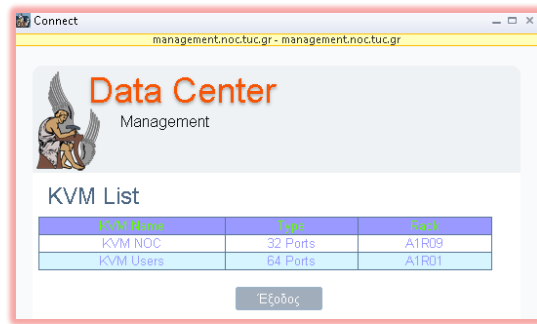 Connect
management.noc.tuc.gr - management.noc.tuc.gr
Data Center
Management
KVM List
KVM Name Type Rack
KVM NOC 32 Ports A1R09
KVM Users 64 Ports A1R01
Έξοδος